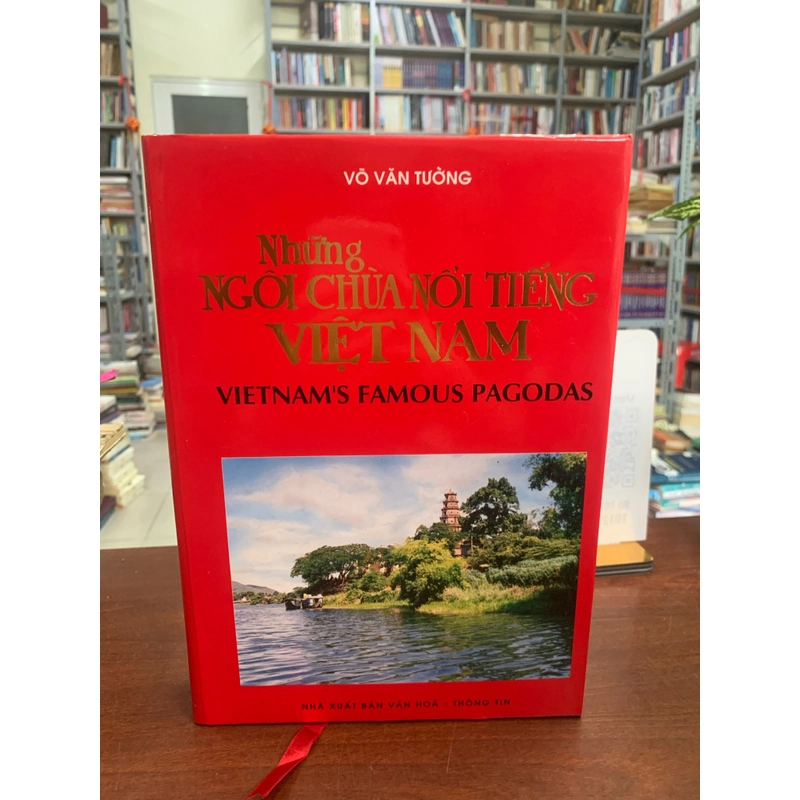 VÕ VĂN TƯỜNG
Những
NGÔI CHÙA NỔI TIẾNG
VIỆT NAM
VIETNAM'S FAMOUS PAGODAS
NHÀ XUẤT BẢN VĂN HOÁ - THÔNG TIN